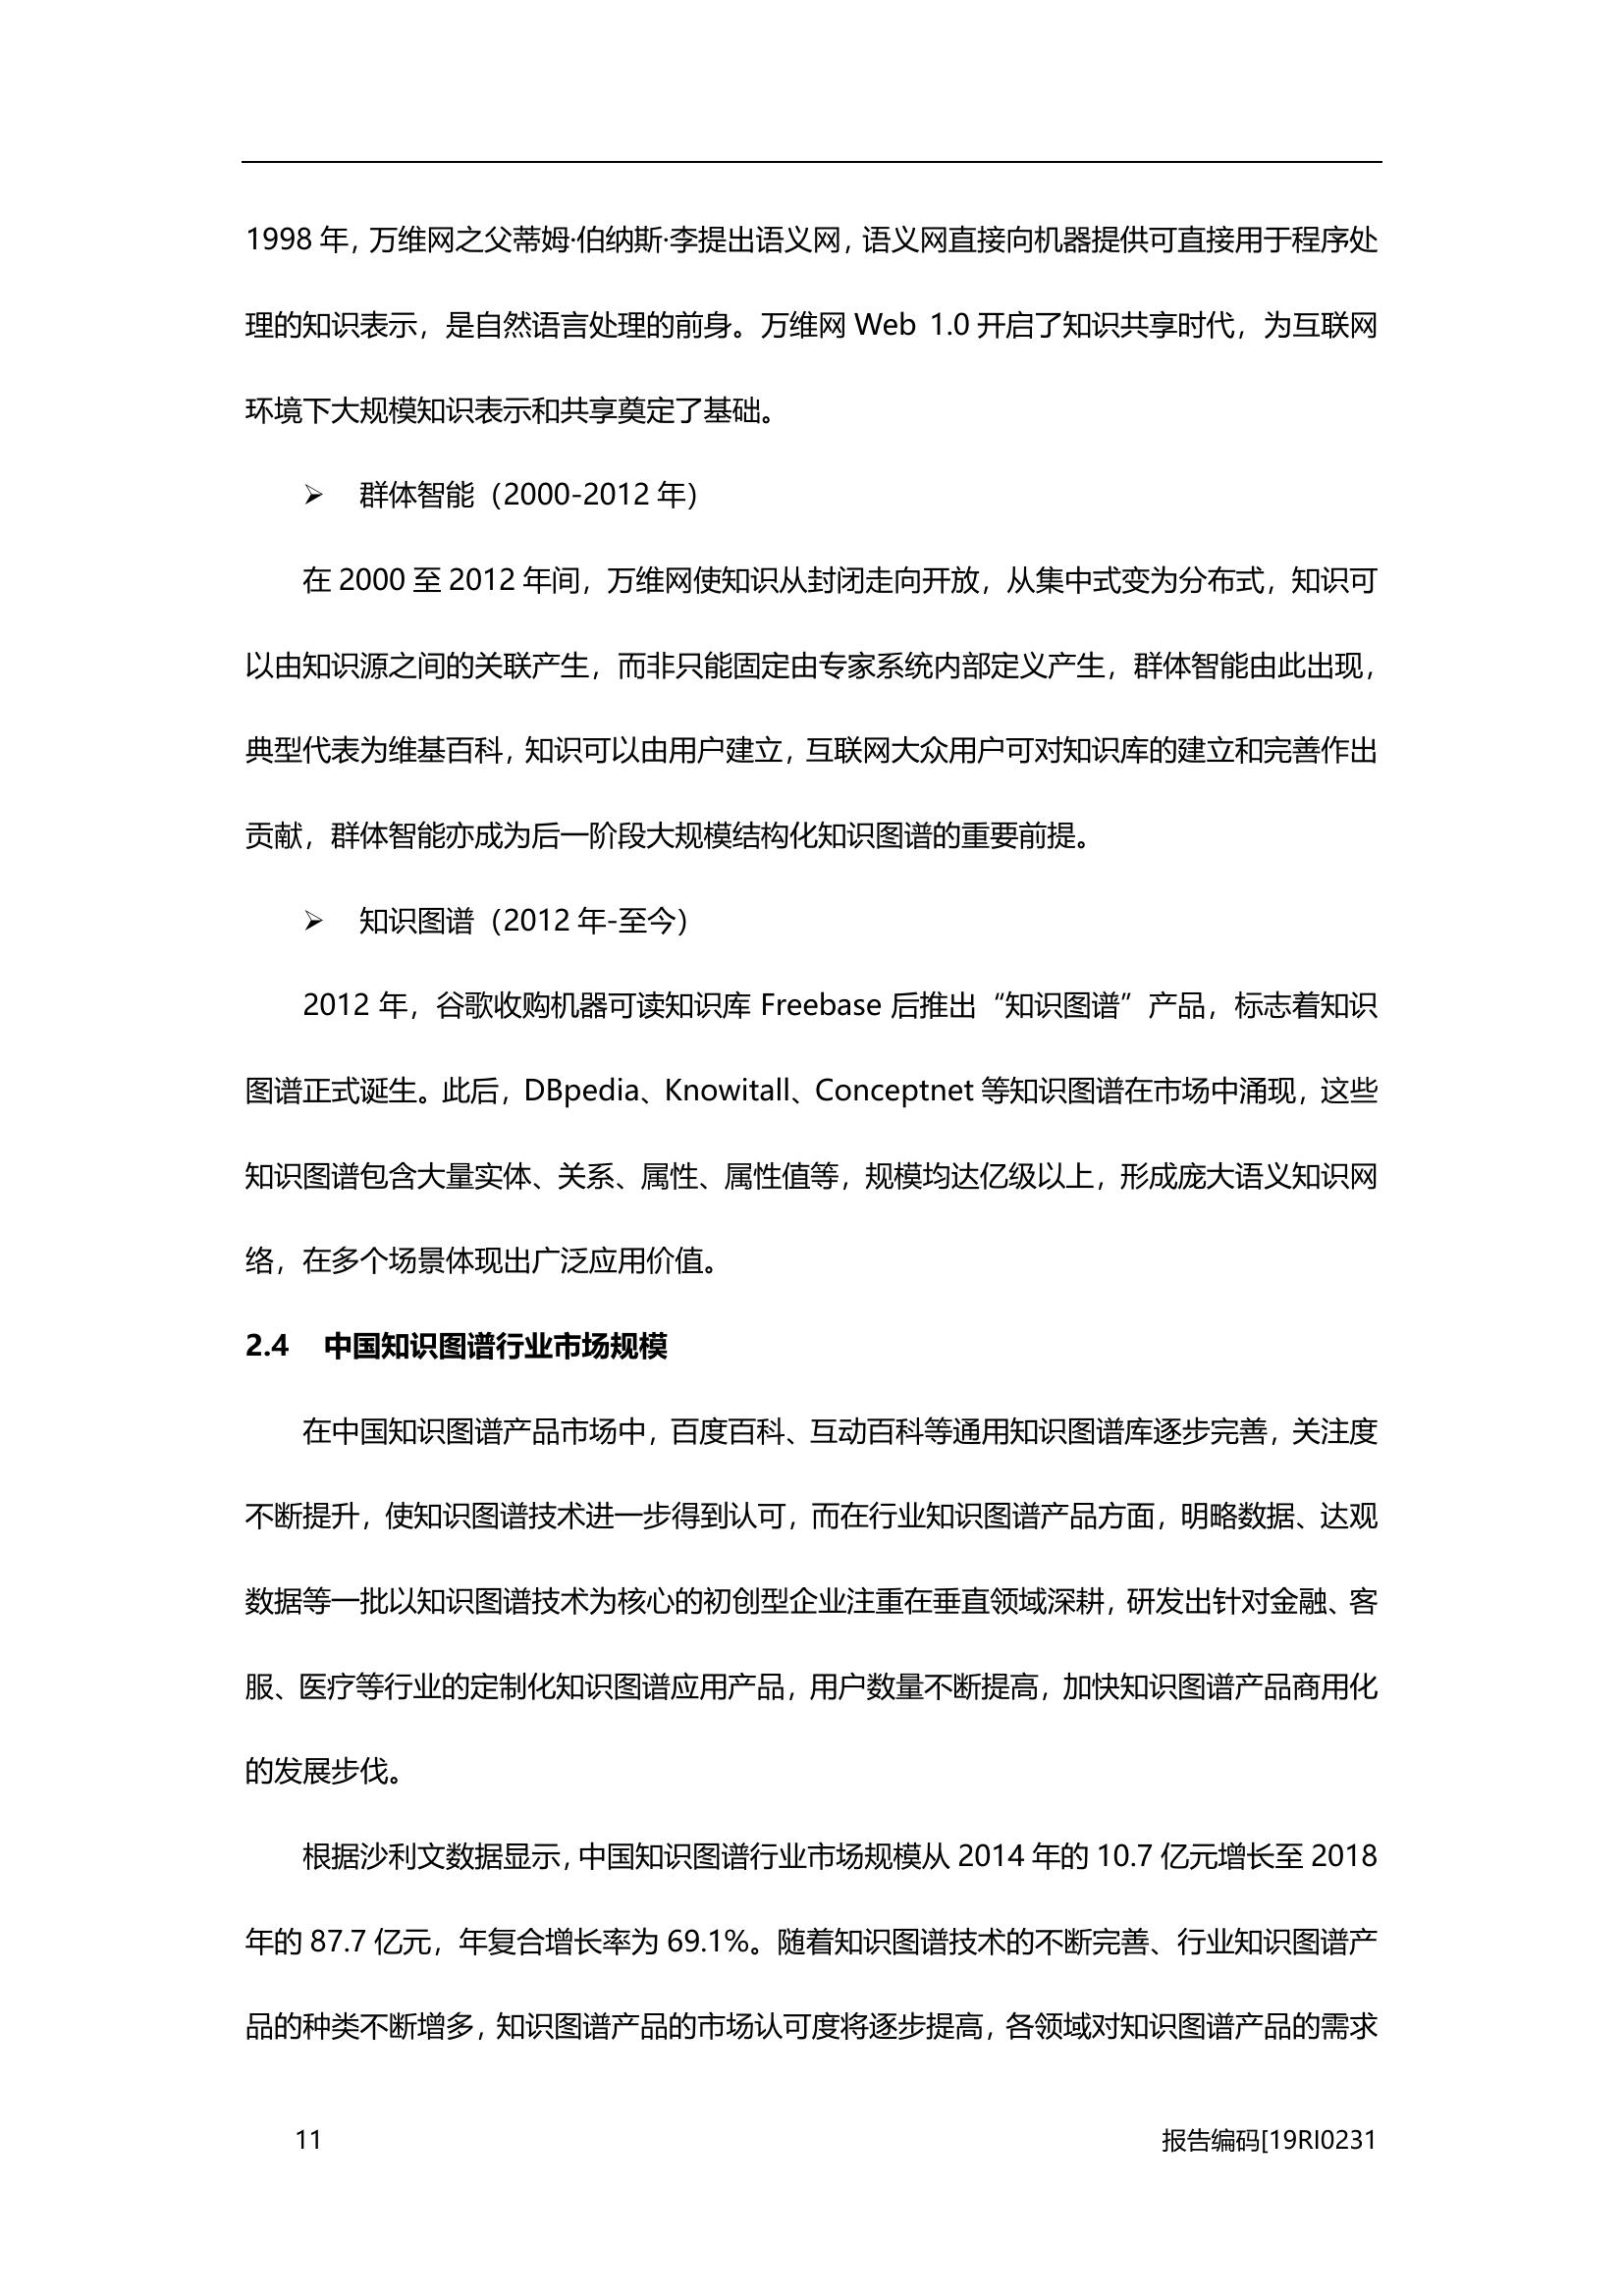 1998 年，万维网之父蒂姆·伯纳斯·李提出语义网，语义网直接向机器提供可直接用于程序处
理的知识表示，是自然语言处理的前身。万维网 Web 1.0 开启了知识共享时代，为互联网
环境下大规模知识表示和共享奠定了基础。
➢ 群体智能（2000-2012 年）
在 2000 至 2012 年间，万维网使知识从封闭走向开放，从集中式变为分布式，知识可
以由知识源之间的关联产生，而非只能固定由专家系统内部定义产生，群体智能由此出现，
典型代表为维基百科，知识可以由用户建立，互联网大众用户可对知识库的建立和完善作出
贡献，群体智能亦成为后一阶段大规模结构化知识图谱的重要前提。
➢ 知识图谱（2012 年-至今）
2012 年，谷歌收购机器可读知识库 Freebase 后推出“知识图谱”产品，标志着知识
图谱正式诞生。此后，DBpedia、Knowitall、Conceptnet 等知识图谱在市场中涌现，这些
知识图谱包含大量实体、关系、属性、属性值等，规模均达亿级以上，形成庞大语义知识网
络，在多个场景体现出广泛应用价值。
2.4 中国知识图谱行业市场规模
在中国知识图谱产品市场中，百度百科、互动百科等通用知识图谱库逐步完善，关注度
不断提升，使知识图谱技术进一步得到认可，而在行业知识图谱产品方面，明略数据、达观
数据等一批以知识图谱技术为核心的初创型企业注重在垂直领域深耕，研发出针对金融、客
服、医疗等行业的定制化知识图谱应用产品，用户数量不断提高，加快知识图谱产品商用化
的发展步伐。
根据沙利文数据显示，中国知识图谱行业市场规模从 2014 年的 10.7 亿元增长至 2018
年的 87.7 亿元，年复合增长率为 69.1%。随着知识图谱技术的不断完善、行业知识图谱产
品的种类不断增多，知识图谱产品的市场认可度将逐步提高，各领域对知识图谱产品的需求
11 报告编码[19RI0231